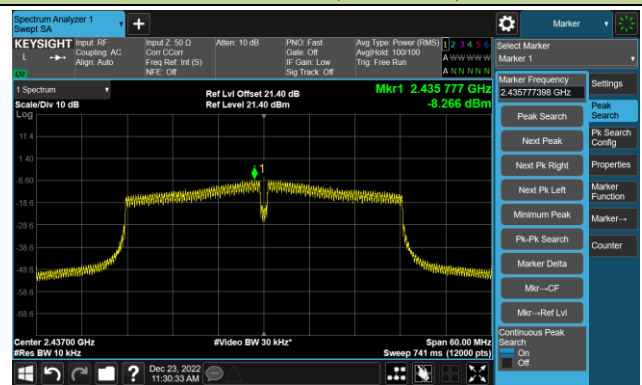 Spectrum Analyzer 1
Swept SA
Marker
KEYSIGHT
L
Input: RF
Coupling: AC
Align: Auto
Input Z: 50 Ω
Corr CCorr
Freq Ref: Int (S)
NFE: Off
Atten: 10 dB
PNO: Fast
Gate: Off
IF Gain: Low
Sig Track: Off
Avg Type: Power (RMS)
Avg|Hold: 100/100
Trig: Free Run
1 2 3 4 5 6
A W W W W W
A N N N N N
Select Marker
Marker 1
1 Spectrum
Scale/Div 10 dB
Log
Ref Lvl Offset 21.40 dB
Ref Level 21.40 dBm
Mkr1 2.435 777 GHz
-8.266 dBm
11.4
1.40
-8.60
-18.6
-28.6
-38.6
-48.6
-58.6
-68.6
1
Center 2.43700 GHz
#Res BW 10 kHz
#Video BW 30 kHz*
Span 60.00 MHz
Sweep 741 ms (12000 pts)
Marker Frequency
2.435777398 GHz
Peak Search
Next Peak
Next Pk Right
Next Pk Left
Minimum Peak
Pk-Pk Search
Marker Delta
Mkr→CF
Mkr→Ref Lvl
Continuous Peak
Search
On
Off
Settings
Peak
Search
Pk Search
Config
Properties
Marker
Function
Marker→
Counter
?
Dec 23, 2022
11:30:33 AM